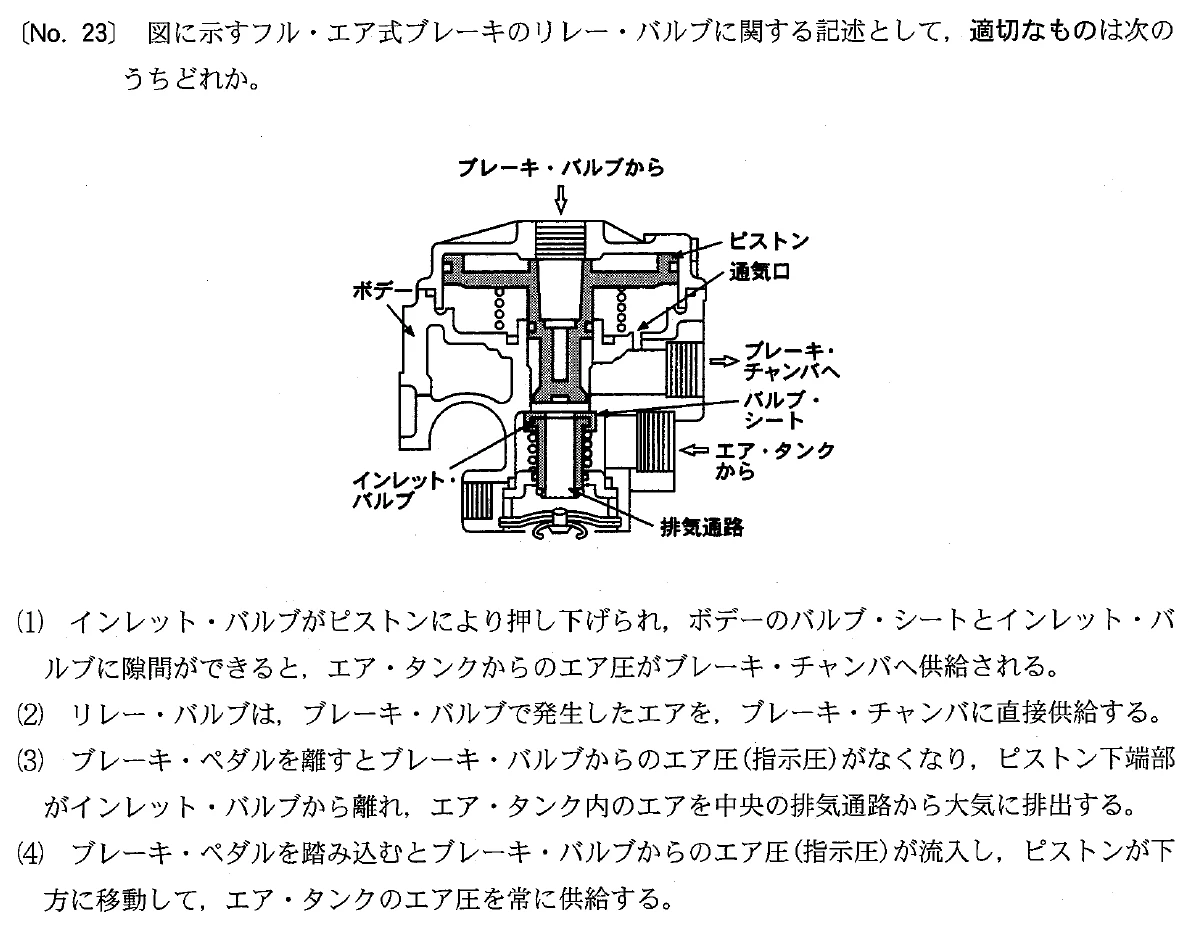 〔No. 23〕 図に示すフル・エア式ブレーキのリレー・バルブに関する記述として，適切なものは次の
うちどれか。
ブレーキ・バルブから
ピストン
通気口
ボデー
ブレーキ・
チャンバへ
バルブ・
シート
エア・タンク
から
インレット・
バルブ
排気通路
⑴ インレット・バルブがピストンにより押し下げられ，ボデーのバルブ・シートとインレット・バ
ルブに隙間ができると，エア・タンクからのエア圧がブレーキ・チャンバへ供給される。
⑵ リレー・バルブは，ブレーキ・バルブで発生したエアを，ブレーキ・チャンバに直接供給する。
⑶ ブレーキ・ペダルを離すとブレーキ・バルブからのエア圧(指示圧)がなくなり，ピストン下端部
がインレット・バルブから離れ，エア・タンク内のエアを中央の排気通路から大気に排出する。
⑷ ブレーキ・ペダルを踏み込むとブレーキ・バルブからのエア圧(指示圧)が流入し，ピストンが下
方に移動して，エア・タンクのエア圧を常に供給する。